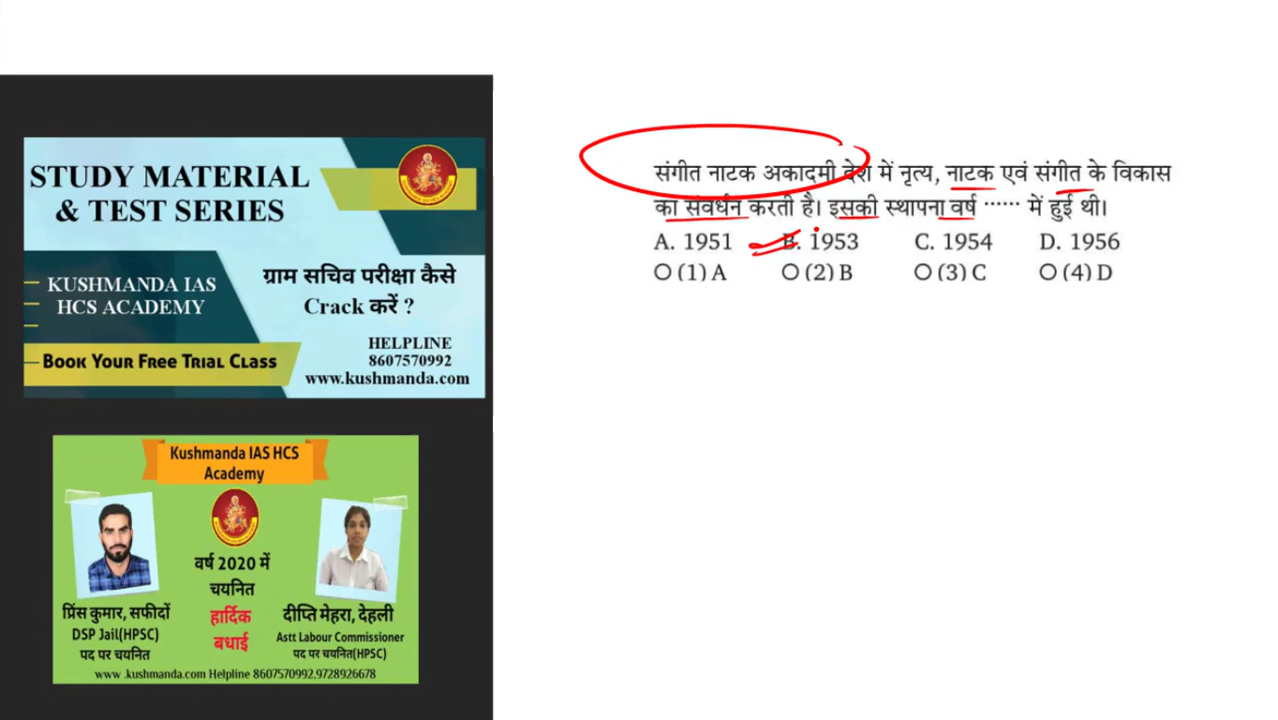 STUDY MATERIAL
& TEST SERIES
KUSHMANDA IAS
HCS ACADEMY
ग्राम सचिव परीक्षा कैसे
Crack करें ?
HELPLINE
8607570992
www.kushmanda.com
Book Your Free Trial Class
Kushmanda IAS HCS
Academy
वर्ष 2020 में
चयनित
हार्दिक
बधाई
प्रिंस कुमार, सफीदों
DSP Jail(HPSC)
पद पर चयनित
दीप्ति मेहरा, देहली
Astt Labour Commissioner
पद पर चयनित(HPSC)
www .kushmanda.com Helpline 8607570992,9728926678
संगीत नाटक अकादमी देश में नृत्य, नाटक एवं संगीत के विकास
का संवर्धन करती है। इसकी स्थापना वर्ष ...... में हुई थी।
A. 1951 B. 1953 C. 1954 D. 1956
O (1) A O (2) B O (3) C O (4) D